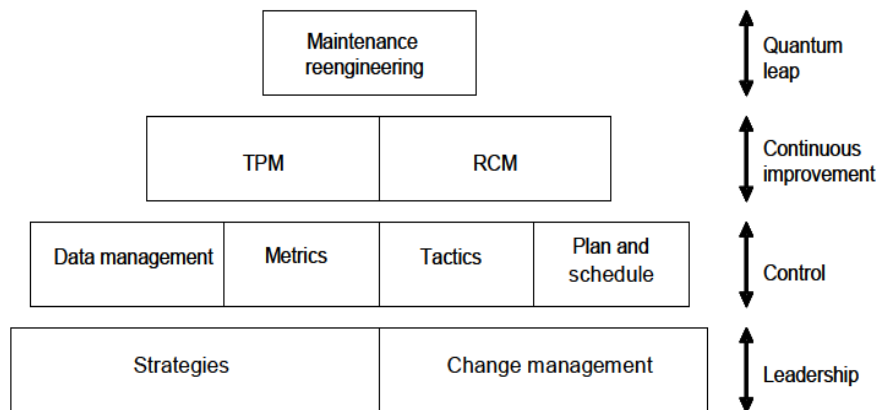 Maintenance
reengineering
Quantum
leap
TPM
RCM
Continuous
improvement
Data management
Metrics
Tactics
Plan and
schedule
Control
Strategies
Change management
Leadership